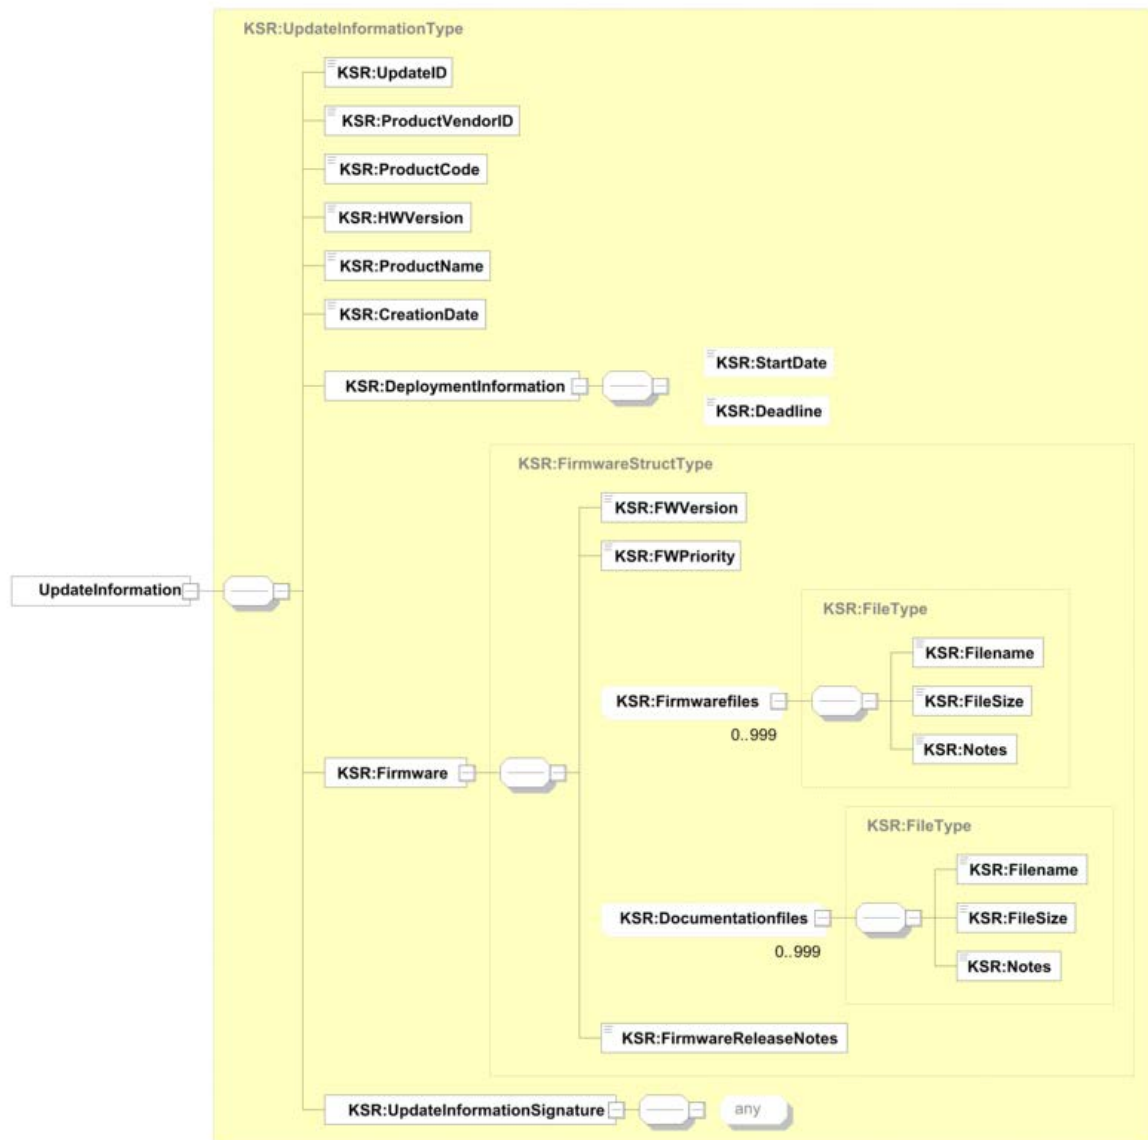 KSR:UpdateInformationType
KSR:UpdateID
KSR:ProductVendorID
KSR:ProductCode
KSR:HWVersion
KSR:ProductName
KSR:CreationDate
KSR:DeploymentInformation
KSR:StartDate
KSR:Deadline
KSR:FirmwareStructType
KSR:FWVersion
KSR:FWPriority
UpdateInformation
KSR:FileType
KSR:Filename
KSR:Firmwarefiles
KSR:FileSize
0..999
KSR:Notes
KSR:Firmware
KSR:FileType
KSR:Filename
KSR:Documentationfiles
KSR:FileSize
0..999
KSR:Notes
KSR:FirmwareReleaseNotes
KSR:UpdateInformationSignature
any